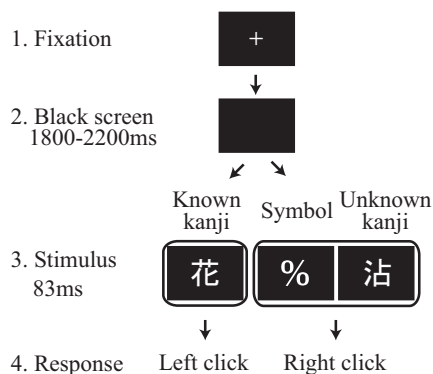 1. Fixation
+
2. Black screen
1800-2200ms
Known
kanji
Symbol
Unknown
kanji
3. Stimulus
83ms
花
%
沾
4. Response
Left click
Right click